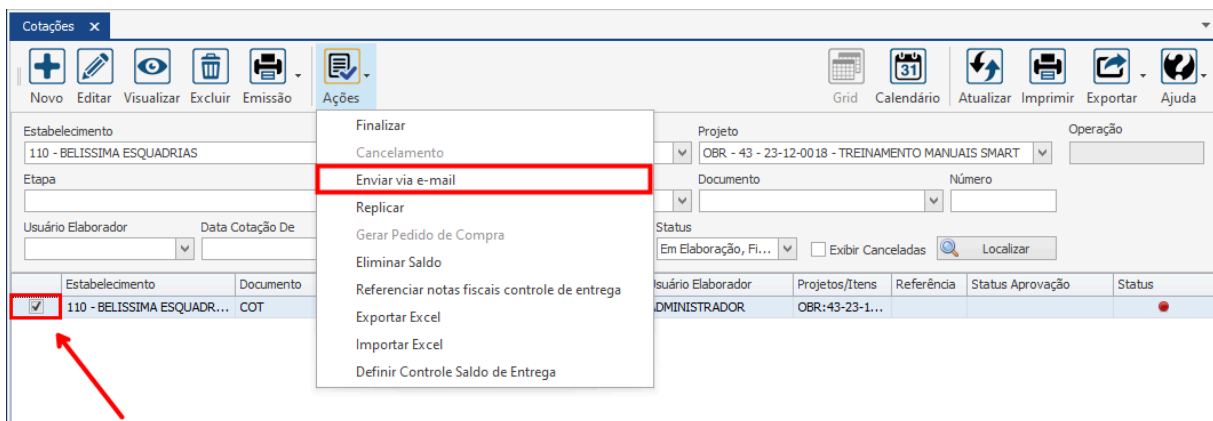 Cotações
Novo Editar Visualizar Excluir Emissão Ações Grid Calendário Atualizar Imprimir Exportar Ajuda
31
Finalizar
Cancelamento
Enviar via e-mail
Replicar
Gerar Pedido de Compra
Eliminar Saldo
Referenciar notas fiscais controle de entrega
Exportar Excel
Importar Excel
Definir Controle Saldo de Entrega
Estabelecimento Projeto Operação
110 - BELISSIMA ESQUADRIAS OBR - 43 - 23-12-0018 - TREINAMENTO MANUAIS SMART
Etapa Documento Número
Usuário Elaborador Data Cotação De Status
Em Elaboração, Fi... Exibir Canceladas Localizar
Estabelecimento Documento Usuário Elaborador Projetos/Itens Referência Status Aprovação Status
110 - BELISSIMA ESQUADR... COT ADMINISTRADOR OBR:43-23-1...